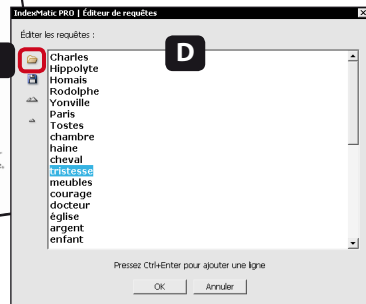 IndexMatic PRO | Éditeur de requêtes
Éditer les requêtes :
D
Charles
Hippolyte
Homais
Rodolphe
Yonville
Paris
Tostes
chambre
haine
cheval
tristesse
meubles
courage
docteur
église
argent
enfant
Pressez Ctrl+Enter pour ajouter une ligne
OK
Annuler